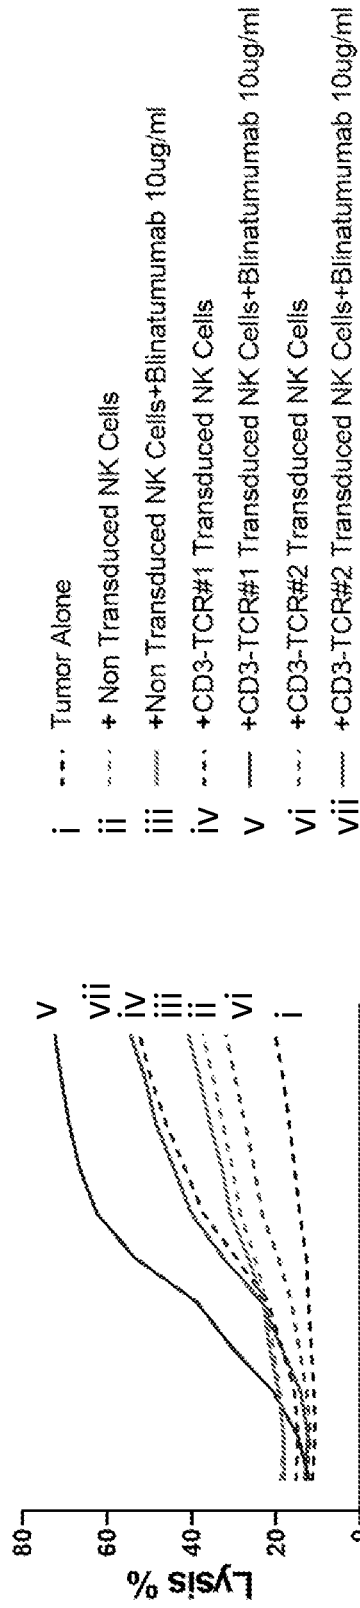 80
60
40
20
0
Lysis %
v
vii
iv
iii
ii
vi
i
i Tumor Alone
ii + Non Transduced NK Cells
iii +Non Transduced NK Cells+Blinatumumab 10ug/ml
iv +CD3-TCR#1 Transduced NK Cells
v +CD3-TCR#1 Transduced NK Cells+Blinatumumab 10ug/ml
vi +CD3-TCR#2 Transduced NK Cells
vii +CD3-TCR#2 Transduced NK Cells+Blinatumumab 10ug/ml